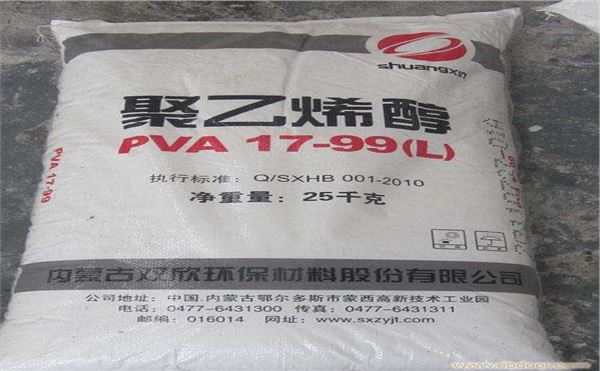 shuangxin
聚乙烯醇
PVA 17-99(L)
PVA 17-99
执行标准: Q/SXHB 001-2010
净重量: 25千克
内蒙古双欣环保材料股份有限公司
公司地址: 中国.内蒙古鄂尔多斯市蒙西高新技术工业园
电话: 0477-6431300 传真: 0477-6431311
邮编: 016014 网址: www.sxzyjt.com